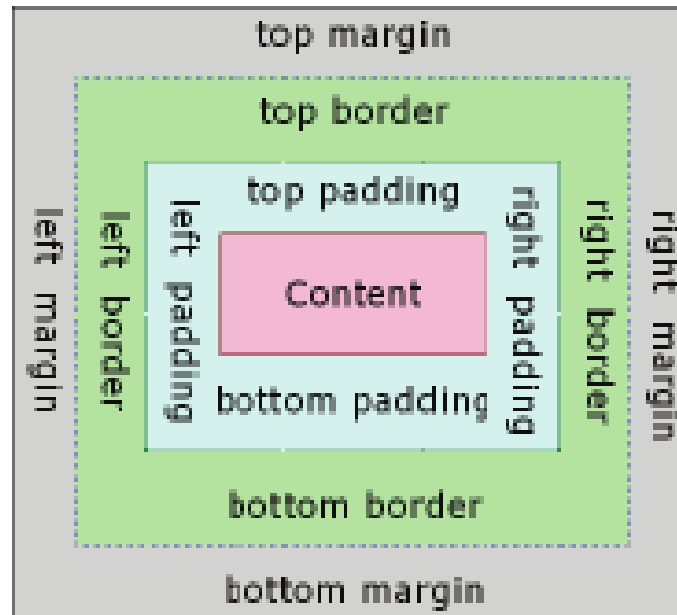 top margin
top border
top padding
left margin
left border
left padding
Content
right padding
right border
right margin
bottom padding
bottom border
bottom margin